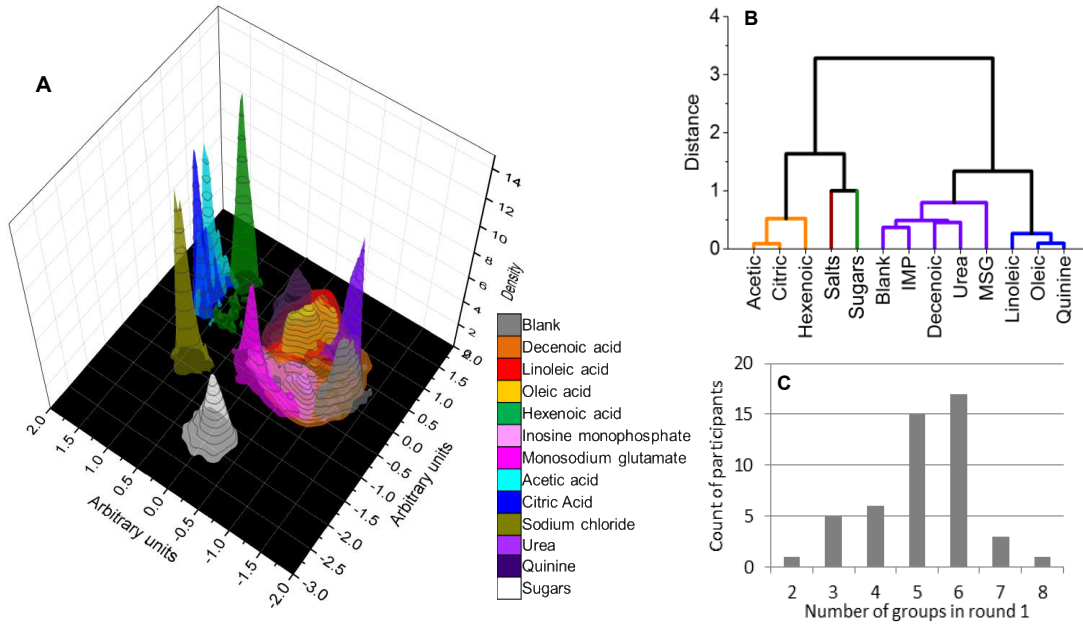 A
14
12
10
8
6
4
2
Density
2.0
1.5
1.0
0.5
0.0
-0.5
-1.0
-1.5
-2.0
-2.5
-3.0
Arbitrary units
2.0
1.5
1.0
0.5
0.0
-0.5
-1.0
-1.5
-2.0
Arbitrary units
Blank
Decenoic acid
Linoleic acid
Oleic acid
Hexenoic acid
Inosine monophosphate
Monosodium glutamate
Acetic acid
Citric Acid
Sodium chloride
Urea
Quinine
Sugars
B
4
3
2
1
0
Distance
Acetic
Citric
Hexenoic
Salts
Sugars
Blank
IMP
Decenoic
Urea
MSG
Linoleic
Oleic
Quinine
C
20
15
10
5
0
Count of participants
2 3 4 5 6 7 8
Number of groups in round 1